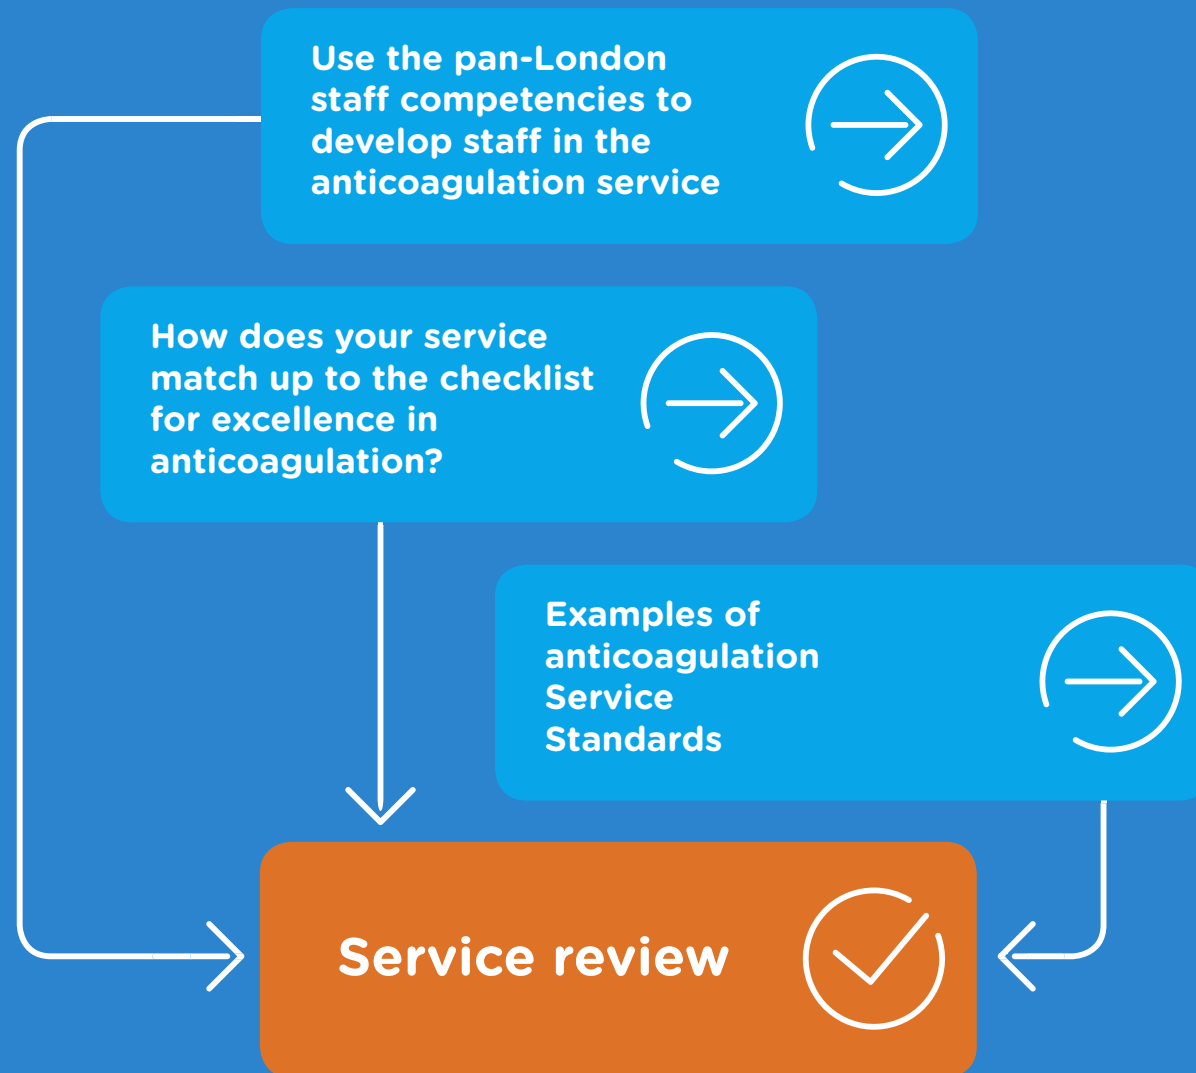 Use the pan-London
staff competencies to
develop staff in the
anticoagulation service
How does your service
match up to the checklist
for excellence in
anticoagulation?
Examples of
anticoagulation
Service
Standards
Service review